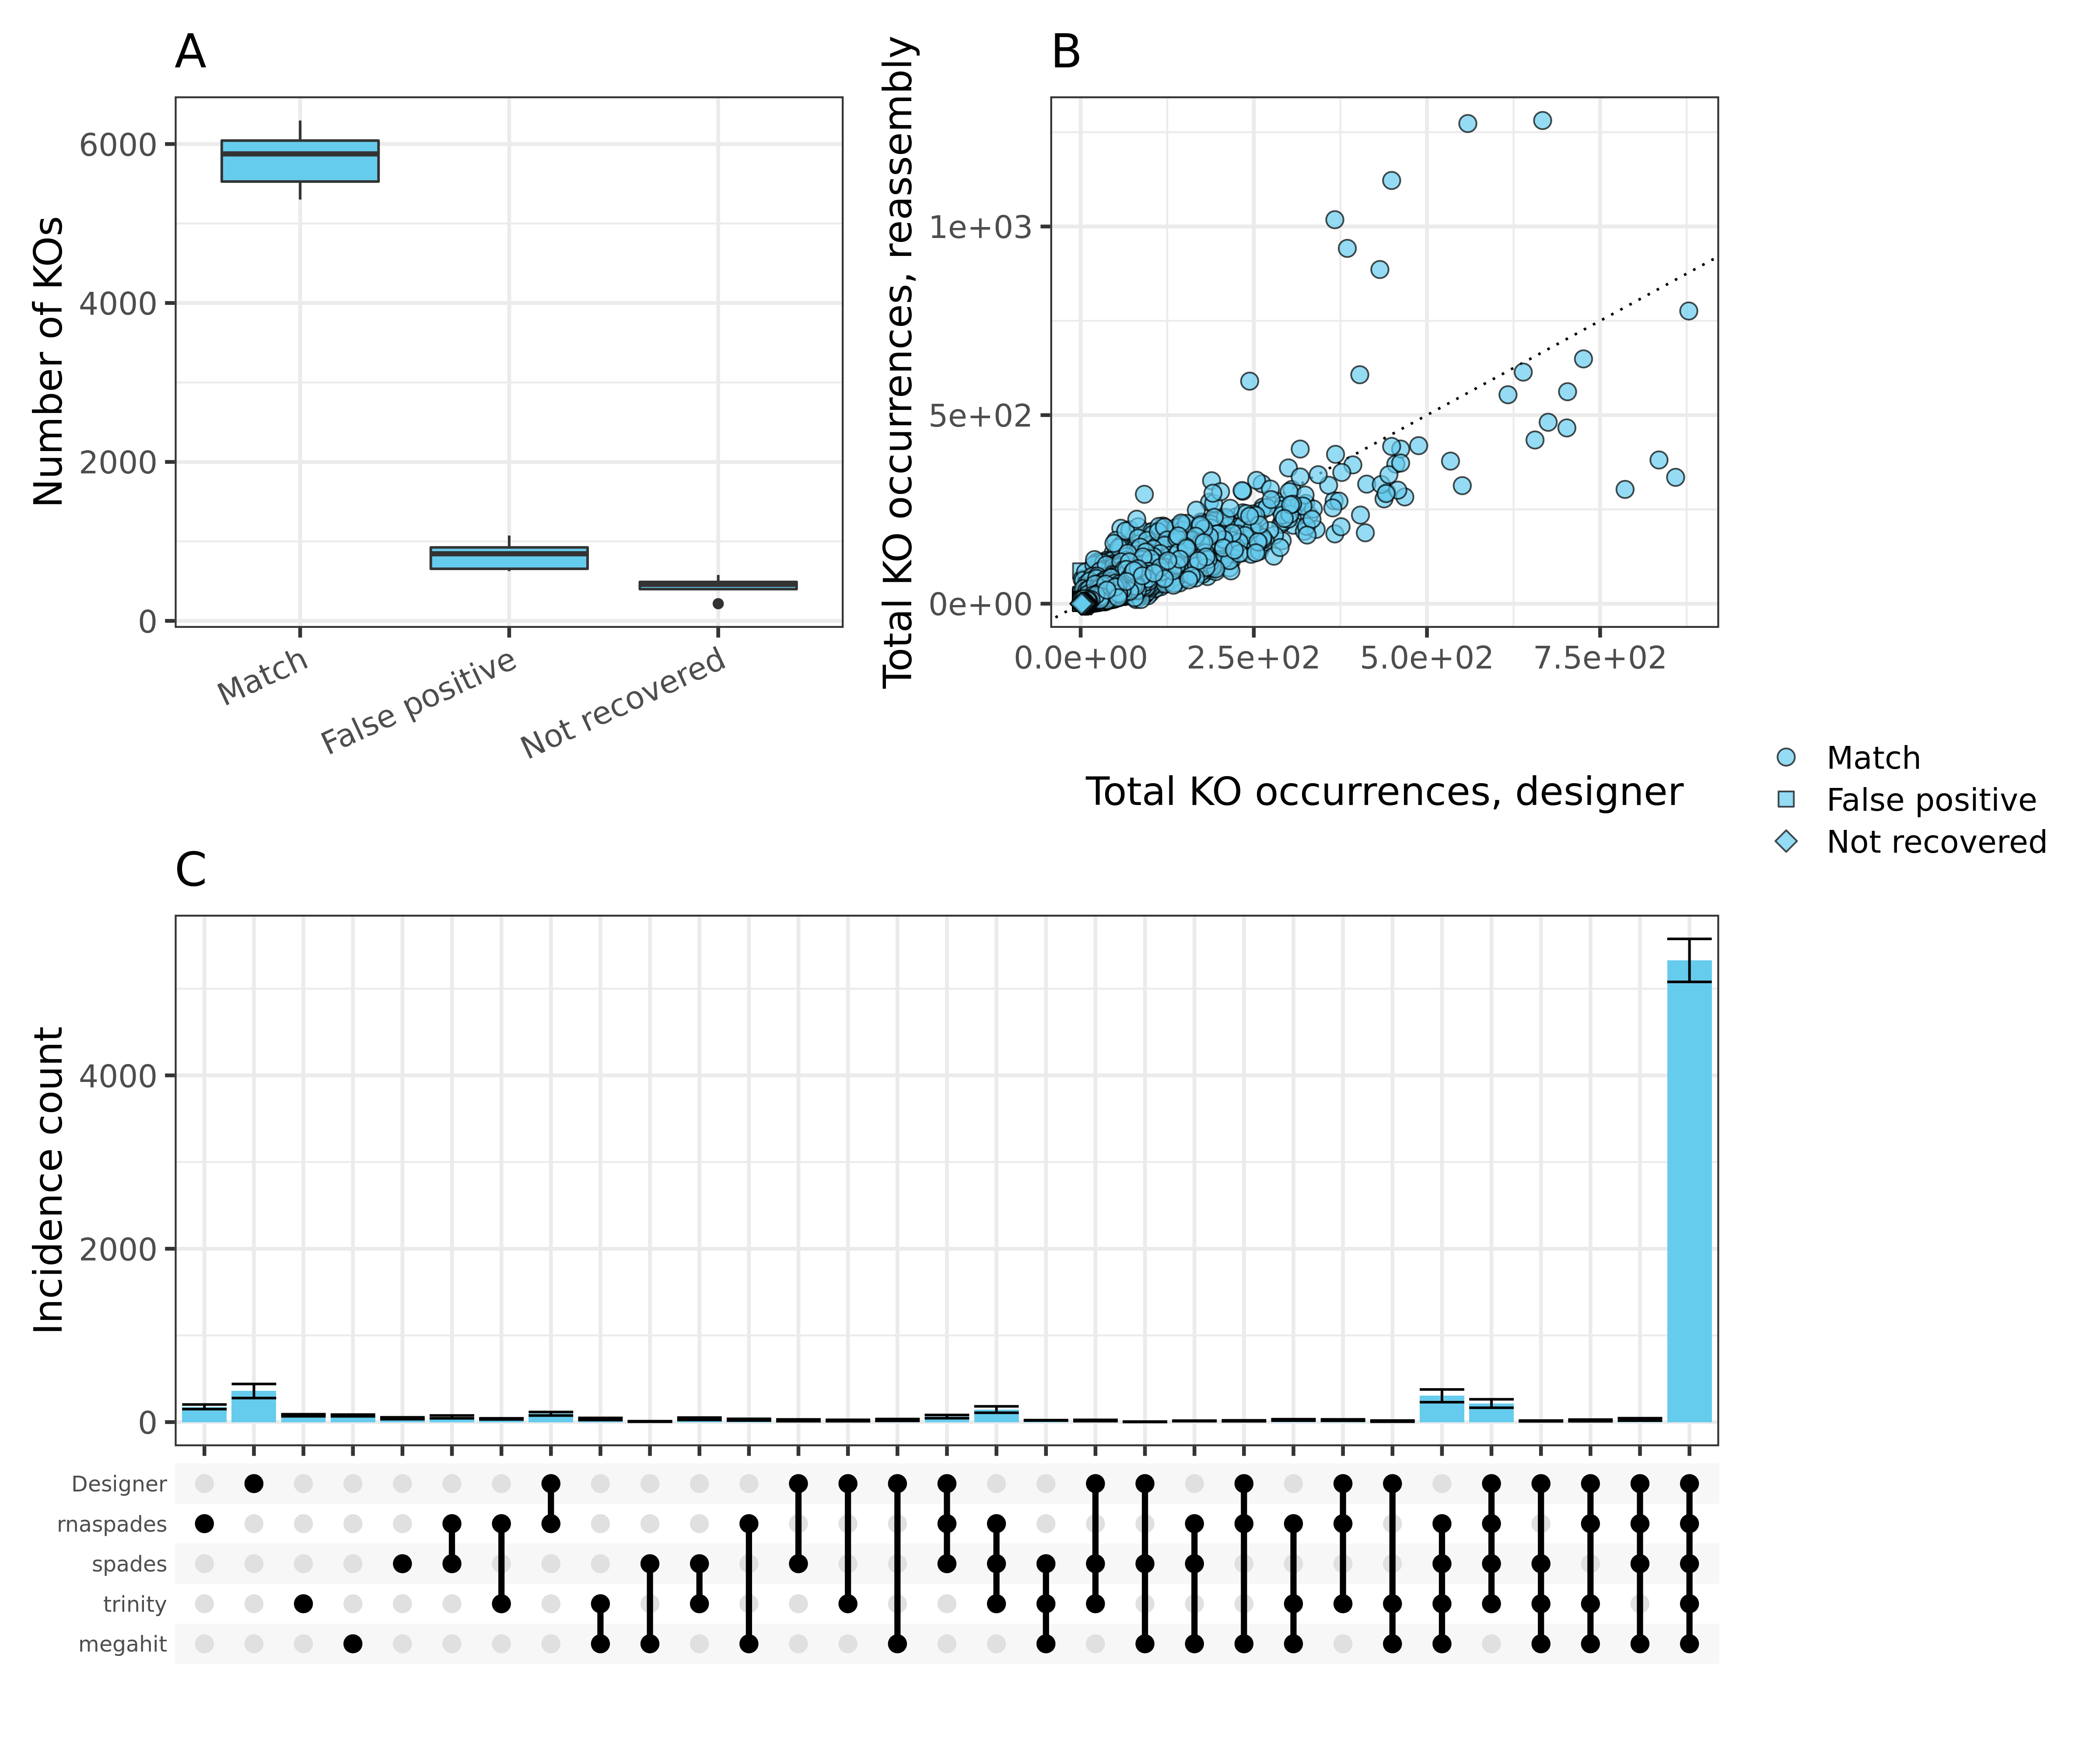 A
Number of KOs
6000
4000
2000
0
Match
False positive
Not recovered
B
Total KO occurrences, reassembly
1e+03
5e+02
0e+00
0.0e+00 2.5e+02 5.0e+02 7.5e+02
Total KO occurrences, designer
Match
False positive
Not recovered
C
Incidence count
4000
2000
0
Designer
rnaspades
spades
trinity
megahit